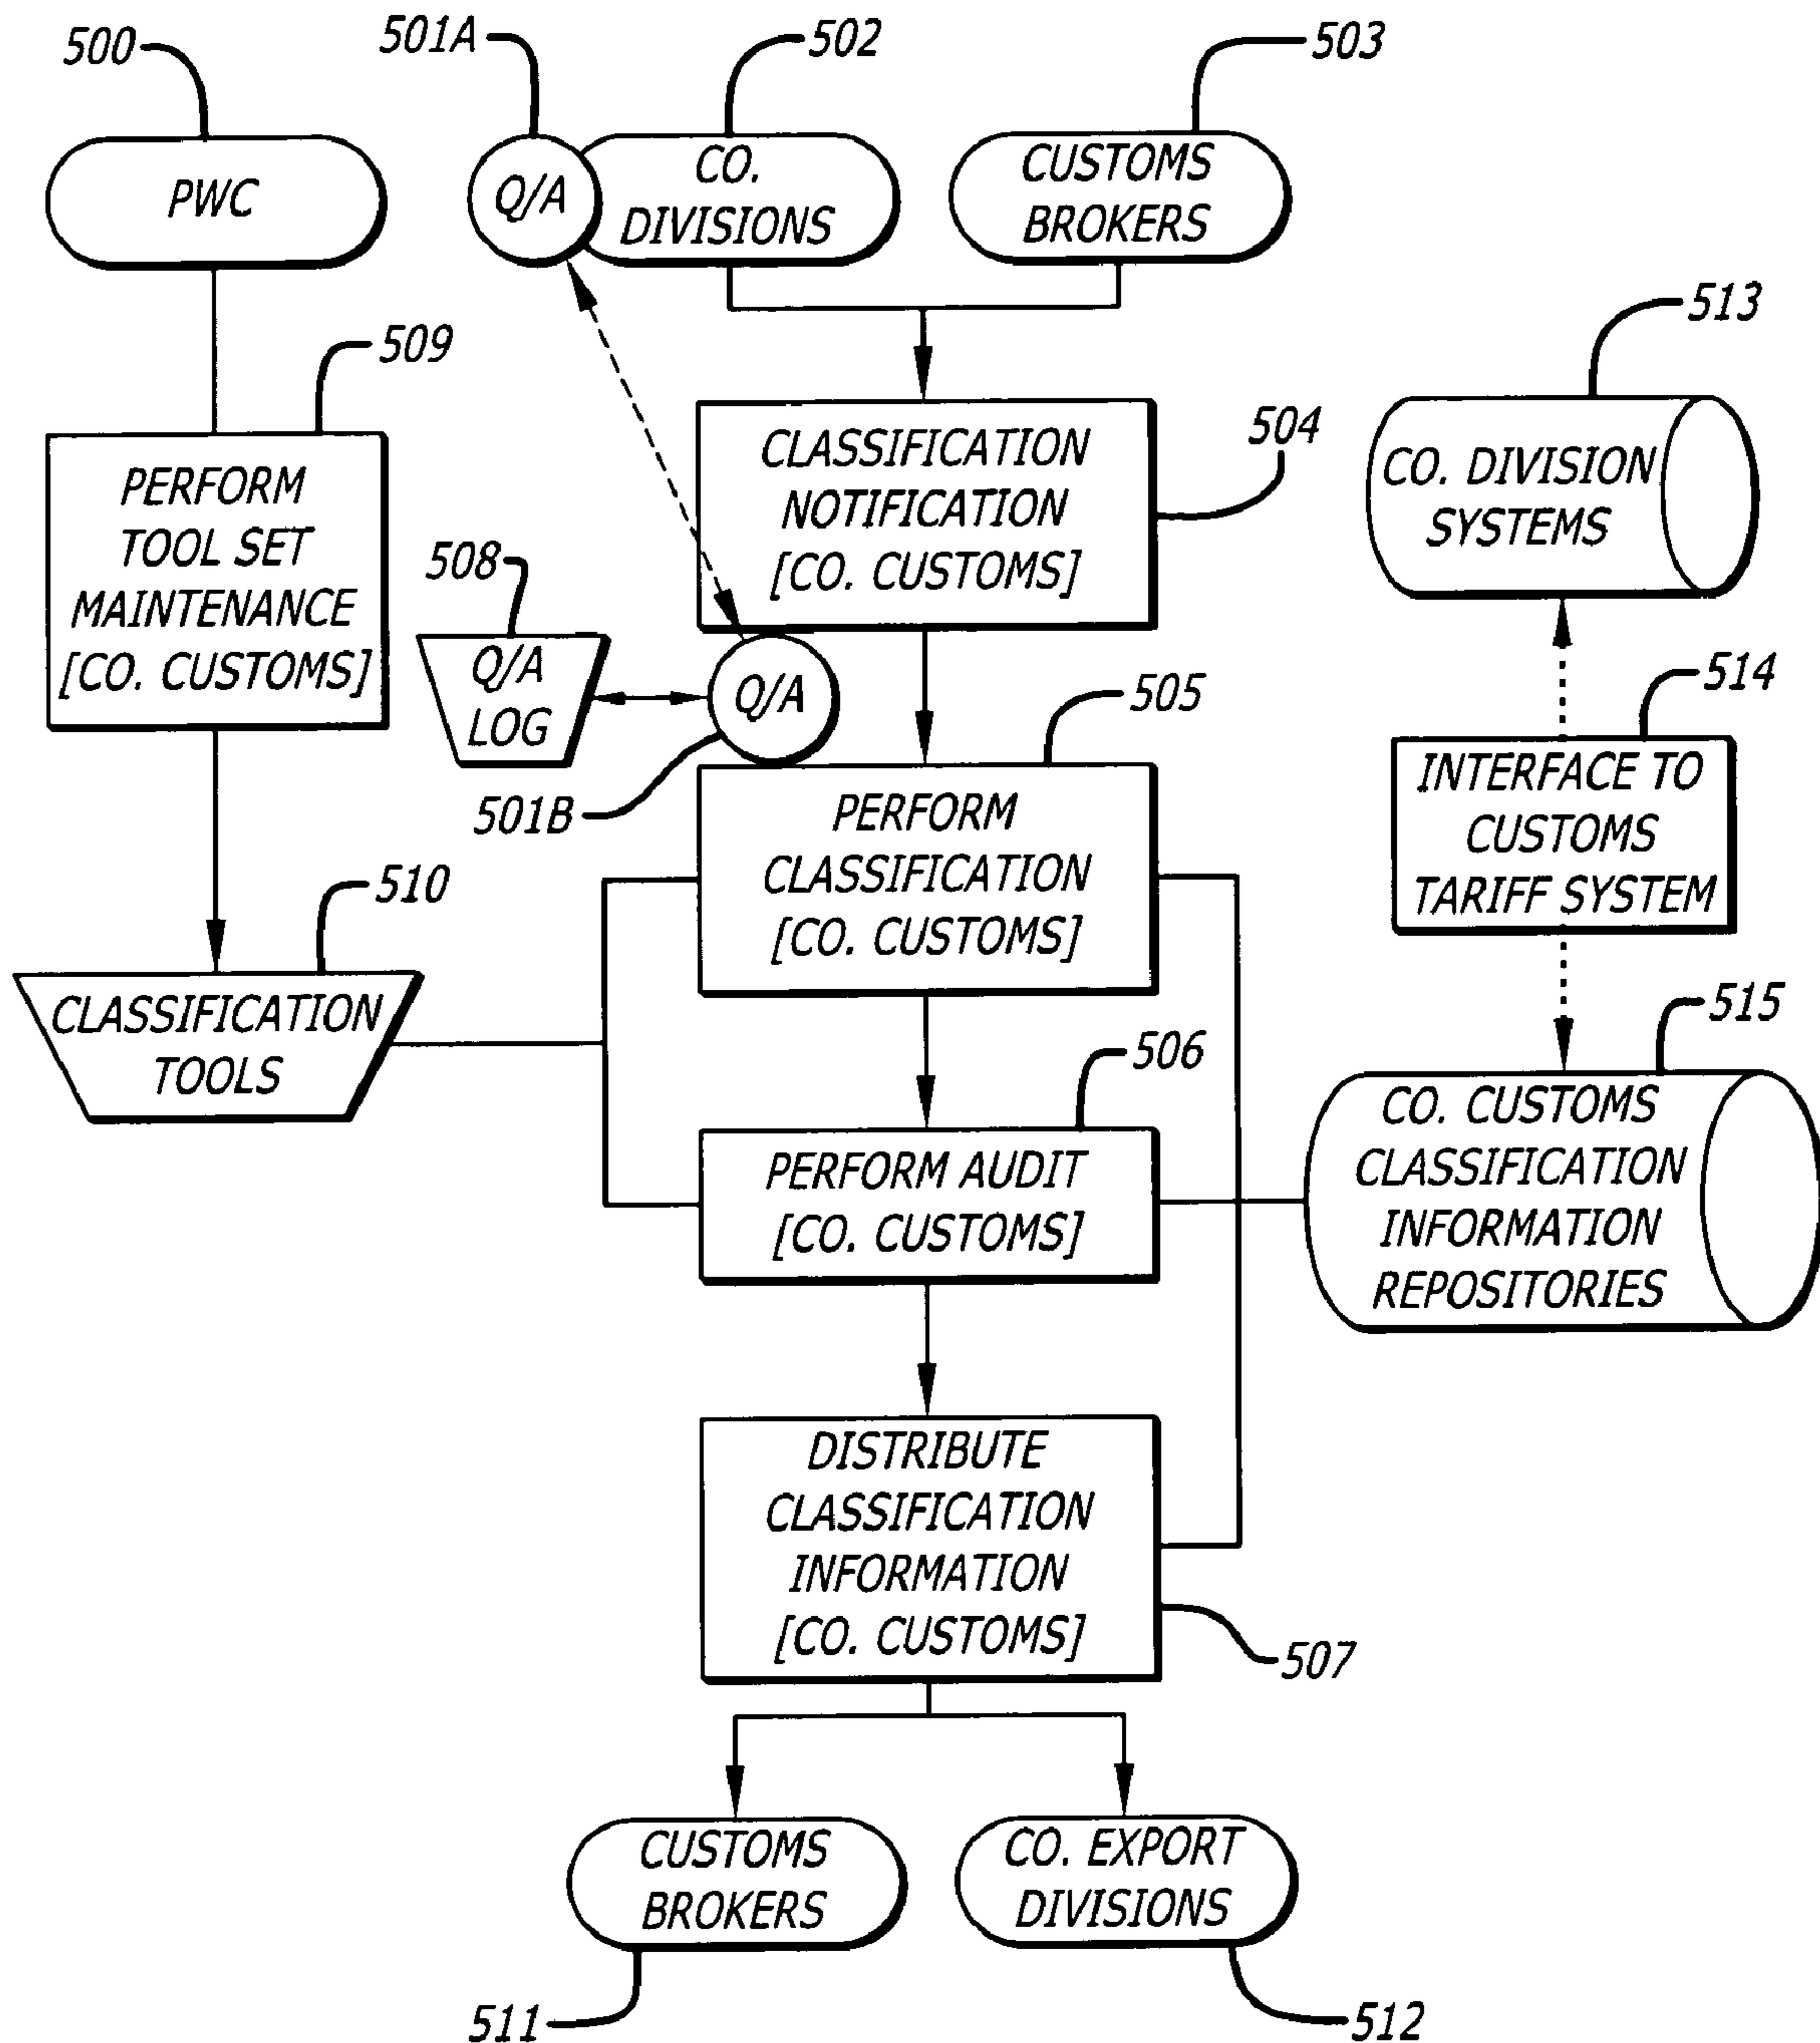 500
501A
502
503
PWC
Q/A
CO.
DIVISIONS
CUSTOMS
BROKERS
509
PERFORM
TOOL SET
MAINTENANCE
[CO. CUSTOMS]
CLASSIFICATION
NOTIFICATION
[CO. CUSTOMS]
504
513
CO. DIVISION
SYSTEMS
508
Q/A
LOG
Q/A
501B
505
PERFORM
CLASSIFICATION
[CO. CUSTOMS]
514
INTERFACE TO
CUSTOMS
TARIFF SYSTEM
510
CLASSIFICATION
TOOLS
506
PERFORM AUDIT
[CO. CUSTOMS]
515
CO. CUSTOMS
CLASSIFICATION
INFORMATION
REPOSITORIES
DISTRIBUTE
CLASSIFICATION
INFORMATION
[CO. CUSTOMS]
507
CUSTOMS
BROKERS
CO. EXPORT
DIVISIONS
511
512